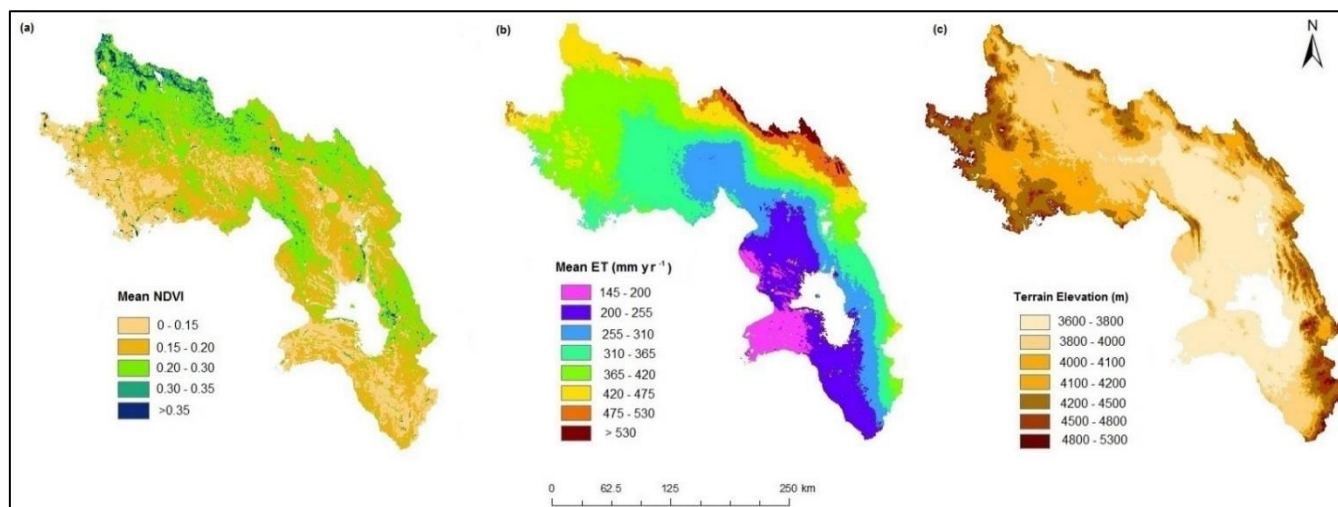 (a)
(b)
(c)
N
Mean NDVI
0 - 0.15
0.15 - 0.20
0.20 - 0.30
0.30 - 0.35
>0.35
Mean ET (mm y r -1 )
145 - 200
200 - 255
255 - 310
310 - 365
365 - 420
420 - 475
475 - 530
> 530
Terrain Elevation (m)
3600 - 3800
3800 - 4000
4000 - 4100
4100 - 4200
4200 - 4500
4500 - 4800
4800 - 5300
0 62.5 125 250 km